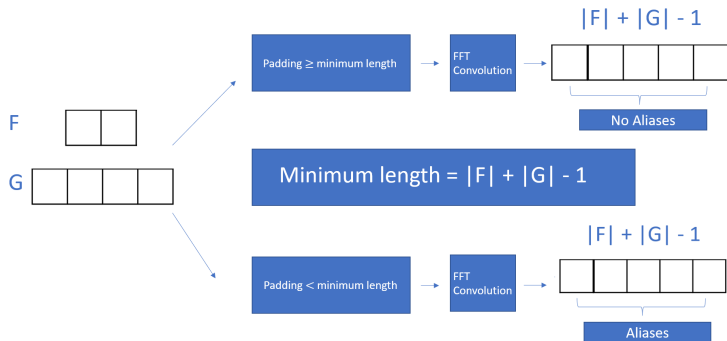 F
G
Padding ≥ minimum length
FFT
Convolution
|F| + |G| - 1
No Aliases
Minimum length = |F| + |G| - 1
Padding < minimum length
FFT
Convolution
|F| + |G| - 1
Aliases